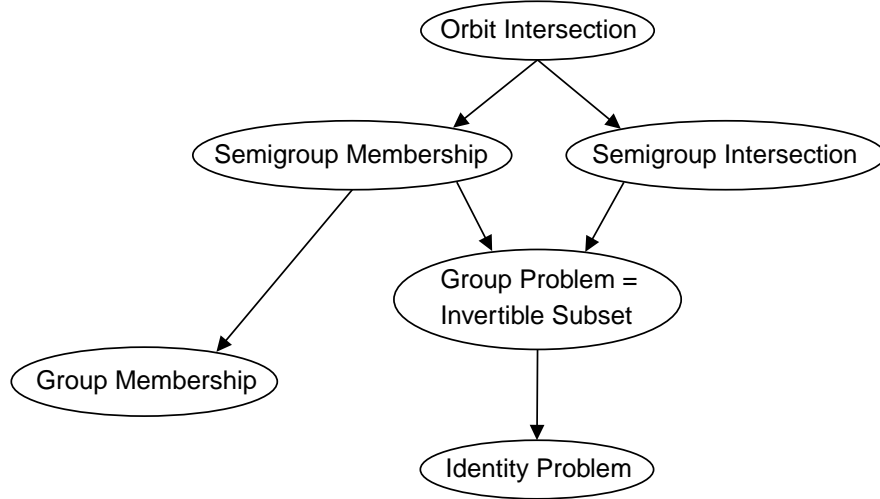 Orbit Intersection
Semigroup Membership
Semigroup Intersection
Group Problem =
Invertible Subset
Group Membership
Identity Problem